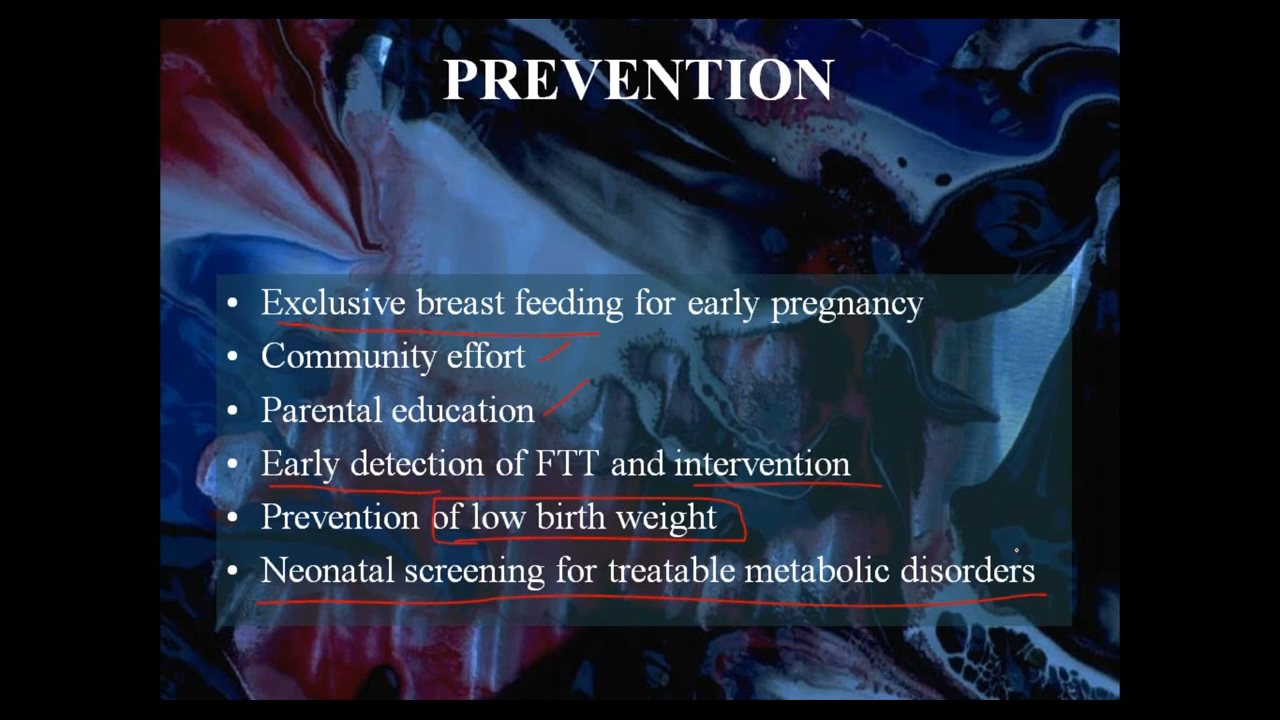 PREVENTION
• Exclusive breast feeding for early pregnancy
• Community effort
• Parental education
• Early detection of FTT and intervention
• Prevention of low birth weight
• Neonatal screening for treatable metabolic disorders